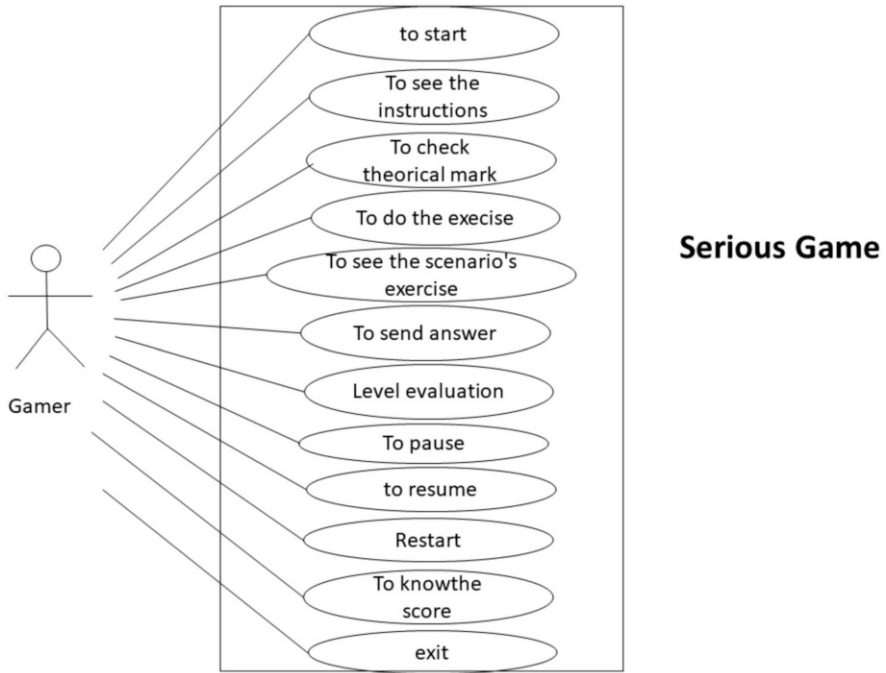 to start
To see the
instructions
To check
theorical mark
To do the execise
To see the scenario's
exercise
To send answer
Level evaluation
To pause
to resume
Restart
To knowthe
score
exit
Gamer
Serious Game